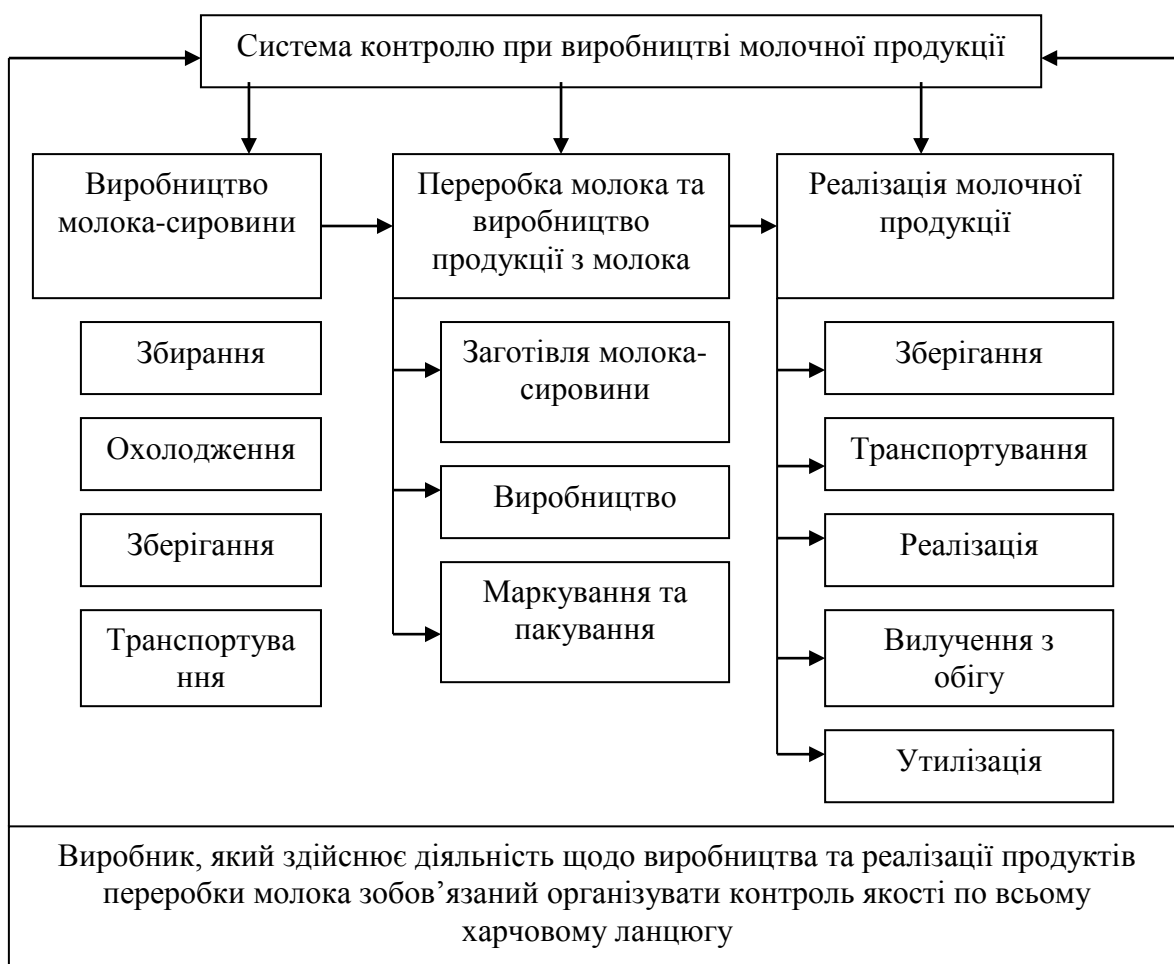 Система контролю при виробництві молочної продукції
Виробництво
молока-сировини
Переробка молока та
виробництво
продукції з молока
Реалізація молочної
продукції
Збирання
Охолодження
Зберігання
Транспортува
ння
Заготівля молока-
сировини
Виробництво
Маркування та
пакування
Зберігання
Транспортування
Реалізація
Вилучення з
обігу
Утилізація
Виробник, який здійснює діяльність щодо виробництва та реалізації продуктів
переробки молока зобов’язаний організувати контроль якості по всьому
харчовому ланцюгу